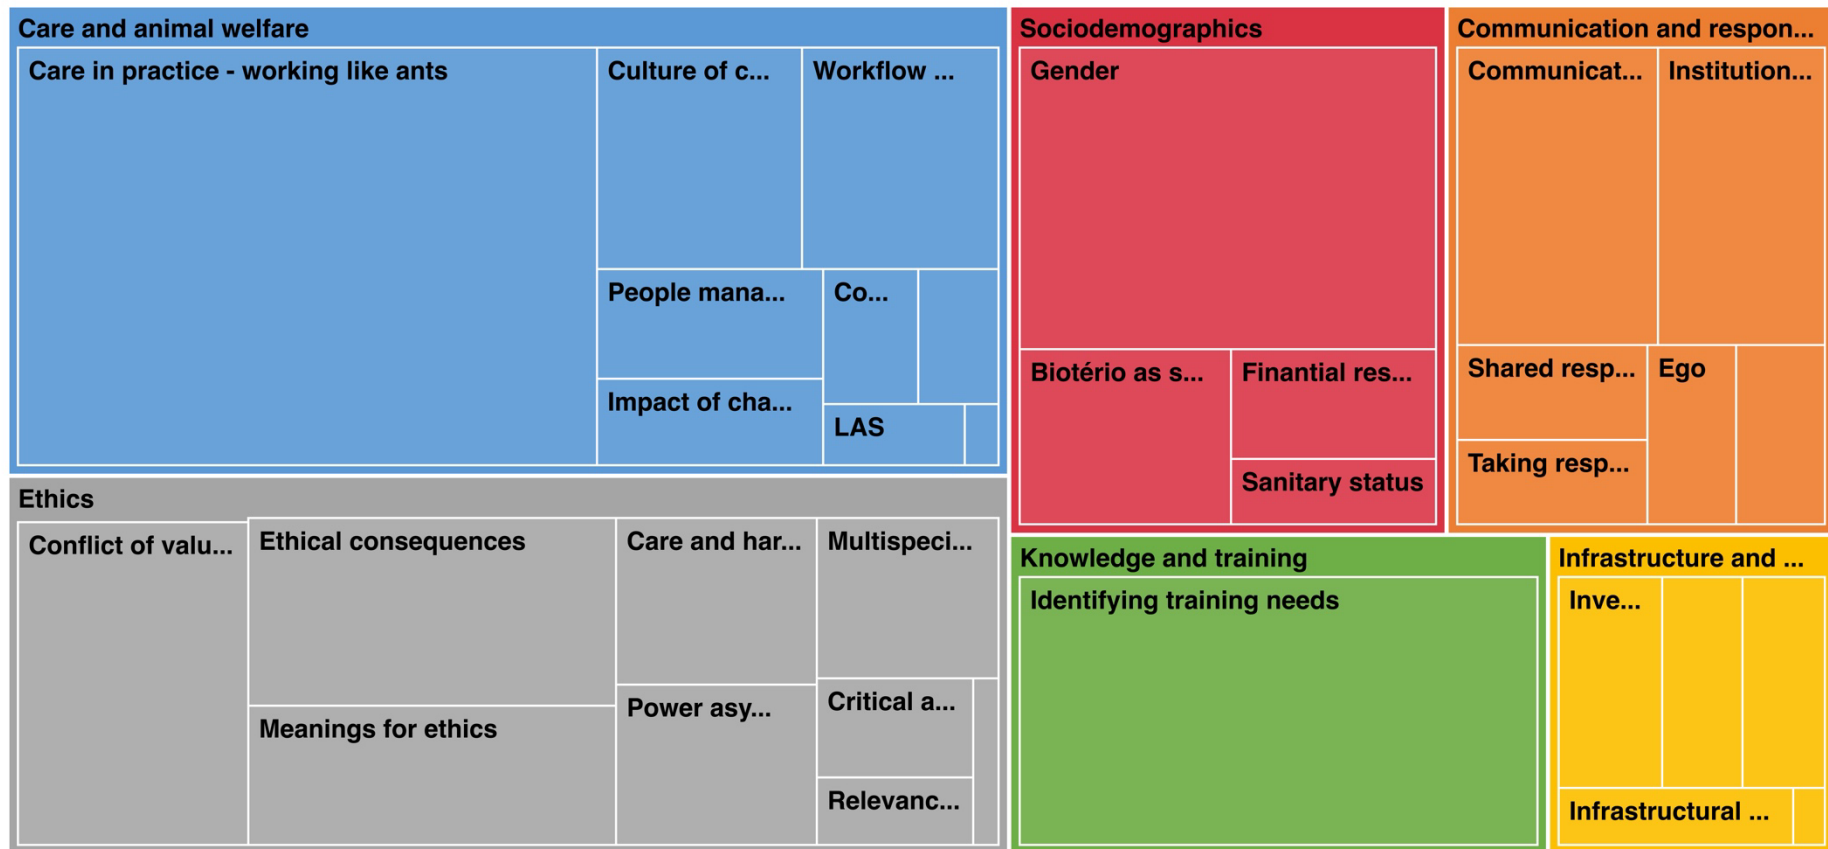 Care and animal welfare
Care in practice - working like ants
Culture of c...
Workflow ...
People mana...
Co...
Impact of cha...
LAS
Sociodemographics
Gender
Biotério as s...
Finantial res...
Sanitary status
Communication and respon...
Communicat...
Institution...
Shared resp...
Ego
Taking resp...
Ethics
Conflict of valu...
Ethical consequences
Care and har...
Multispeci...
Meanings for ethics
Power asy...
Critical a...
Relevanc...
Knowledge and training
Identifying training needs
Infrastructure and ...
Inve...
Infrastructural ...